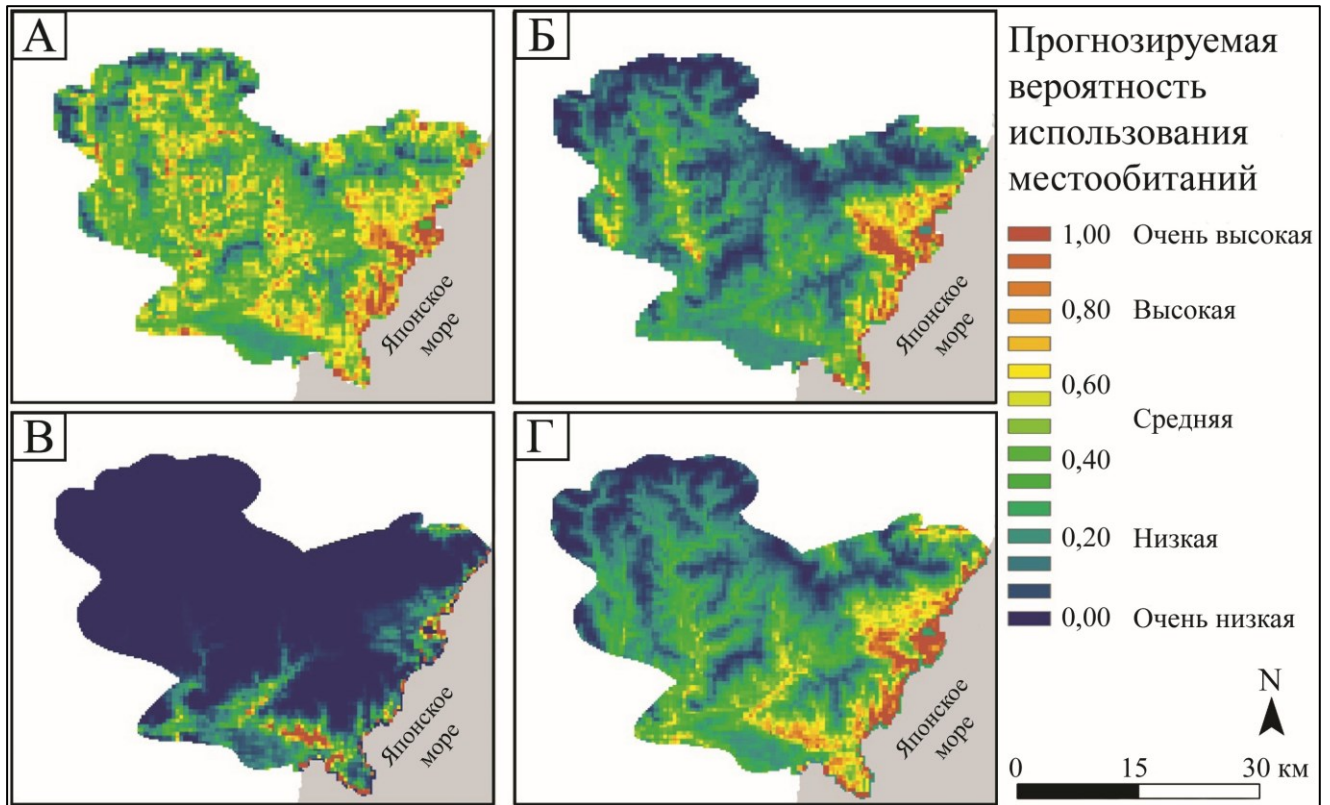 А
Японское
море
Б
Японское
море
В
Японское
море
Г
Японское
море
Прогнозируемая
вероятность
использования
местообитаний
1,00 Очень высокая
0,80 Высокая
0,60
Средняя
0,40
0,20 Низкая
0,00 Очень низкая
N
0 15 30 км